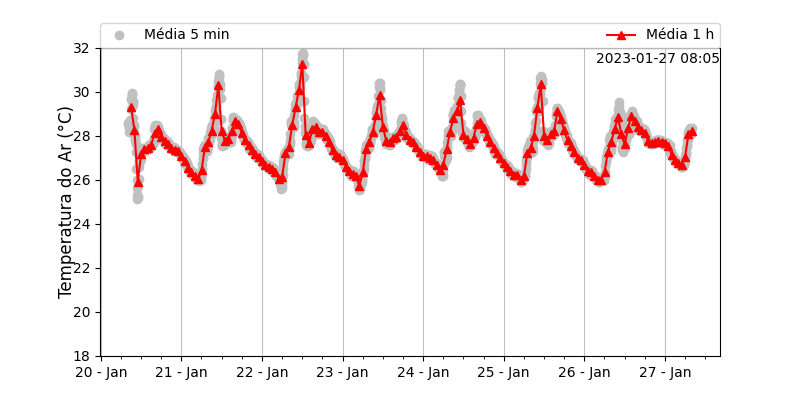 Média 5 min
Média 1 h
2023-01-27 08:05
Temperatura do Ar (°C)
32
30
28
26
24
22
20
18
20 - Jan
21 - Jan
22 - Jan
23 - Jan
24 - Jan
25 - Jan
26 - Jan
27 - Jan